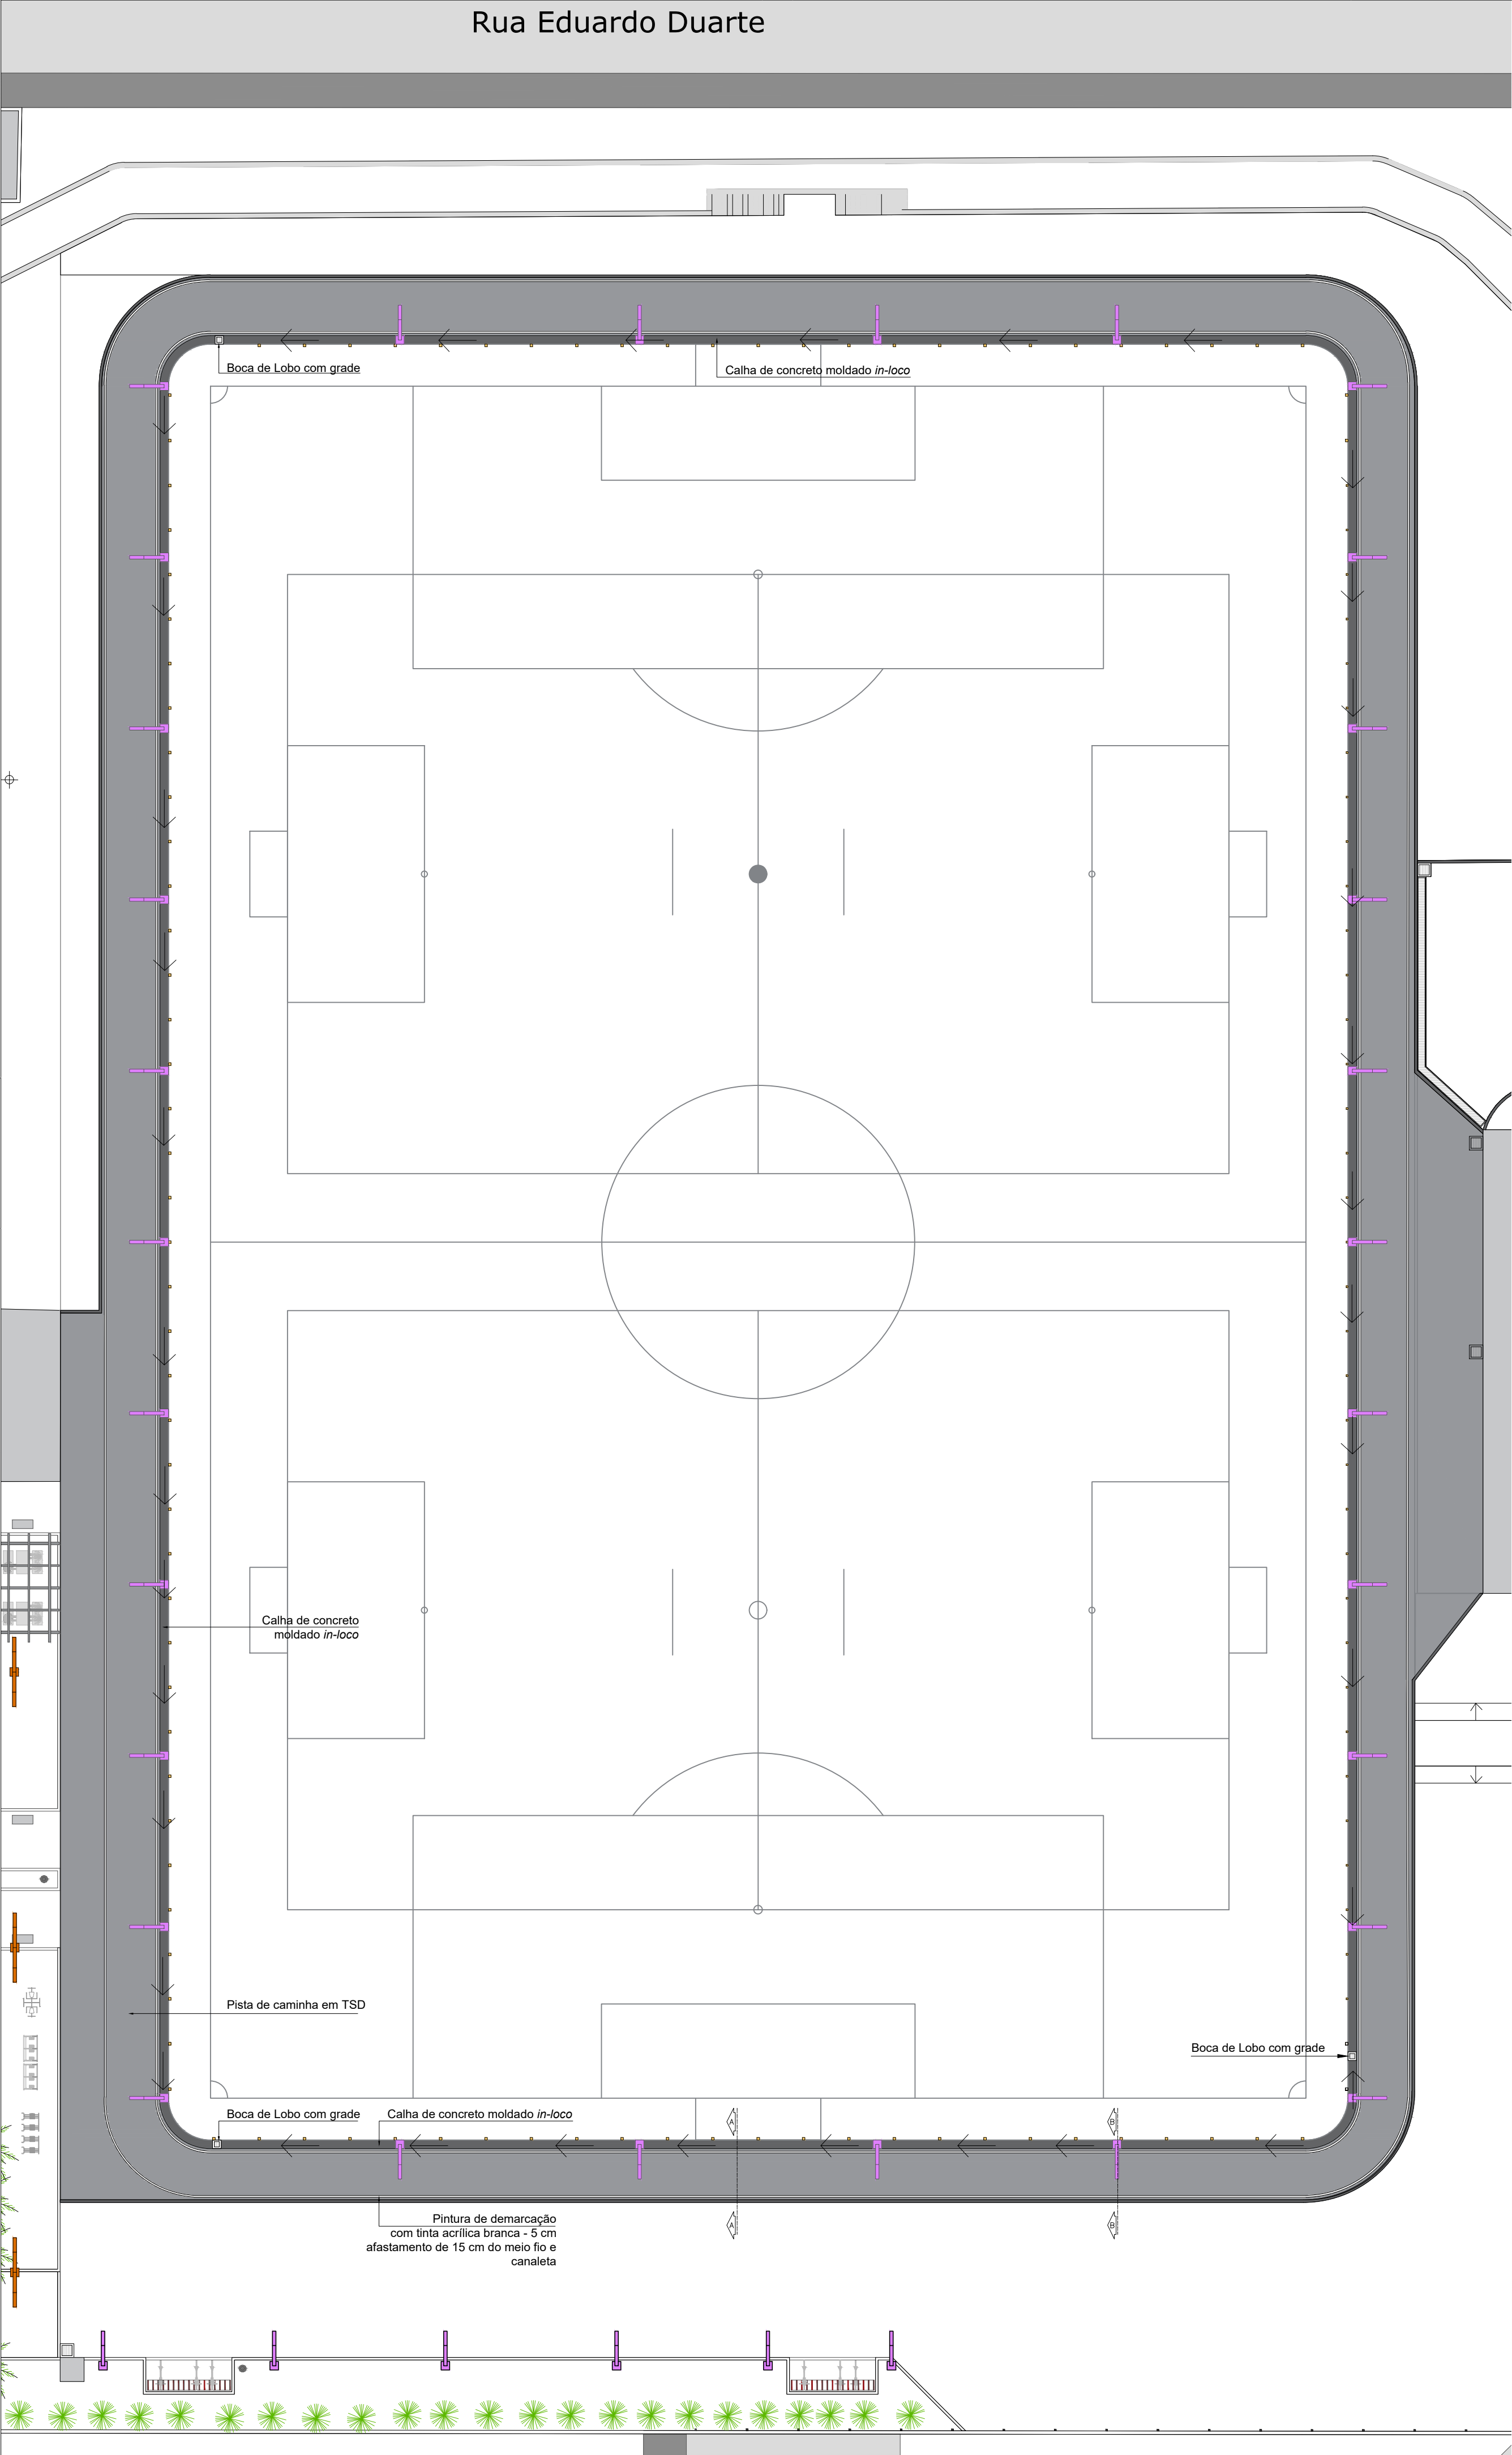 Rua Eduardo Duarte
Boca de Lobo com grade
Calha de concreto moldado in-loco
Calha de concreto
moldado in-loco
Pista de caminha em TSD
Boca de Lobo com grade
Boca de Lobo com grade
Calha de concreto moldado in-loco
A
B
Pintura de demarcação
com tinta acrílica branca - 5 cm
afastamento de 15 cm do meio fio e
canaleta
A
B